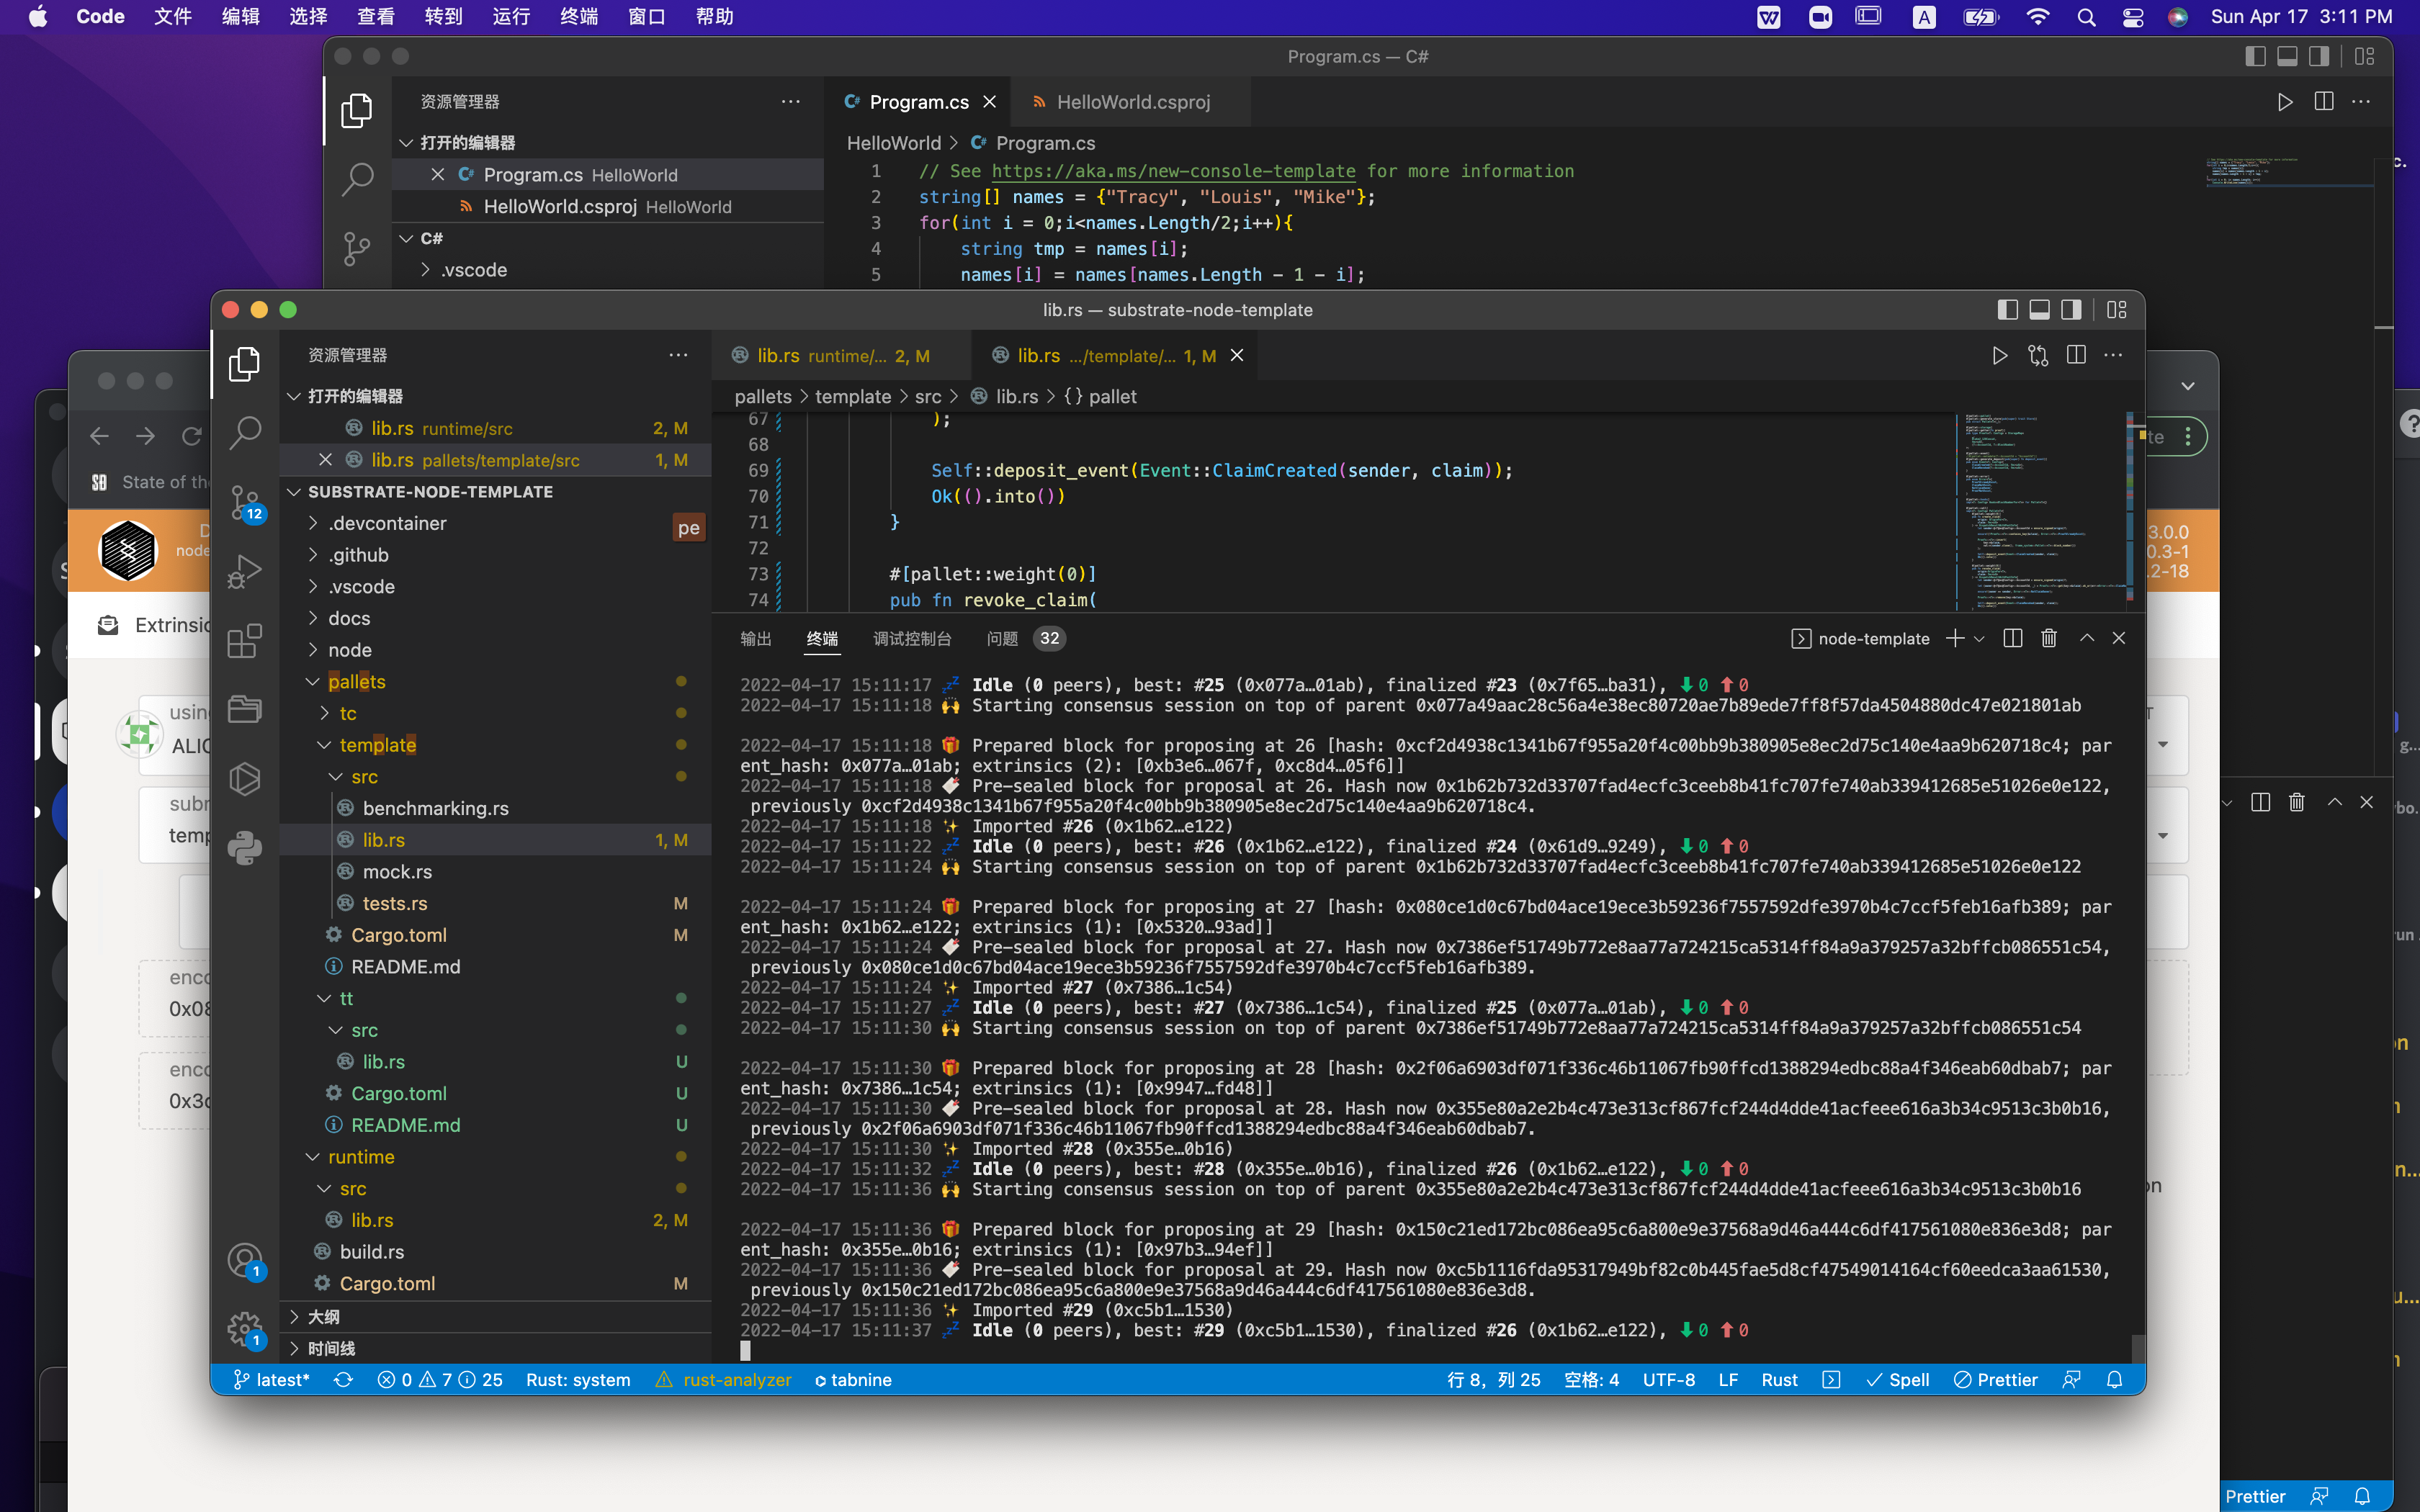 Code 文件 编辑 选择 查看 转到 运行 终端 窗口 帮助 Sun Apr 17 3:11 PM
Program.cs — C#
资源管理器
Program.cs HelloWorld.csproj
打开的编辑器
HelloWorld > Program.cs
Program.cs HelloWorld
HelloWorld.csproj HelloWorld
C#
.vscode
1 // See https://aka.ms/new-console-template for more information
2 string[] names = {"Tracy", "Louis", "Mike"};
3 for(int i = 0;i<names.Length/2;i++){
4 string tmp = names[i];
5 names[i] = names[names.Length - 1 - i];
lib.rs — substrate-node-template
资源管理器
lib.rs runtime/... 2, M
lib.rs .../template/... 1, M
打开的编辑器
pallets > template > src > lib.rs > {} pallet
lib.rs runtime/src 2, M
lib.rs pallets/template/src 1, M
SUBSTRATE-NODE-TEMPLATE
.devcontainer
pe
.github
.vscode
docs
node
pallets
tc
template
src
benchmarking.rs
lib.rs 1, M
mock.rs
tests.rs M
Cargo.toml M
README.md
tt
src
lib.rs U
Cargo.toml U
README.md U
runtime
src
lib.rs 2, M
build.rs
Cargo.toml M
大纲
时间线
12
1
1
67 );
68
69 Self::deposit_event(Event::ClaimCreated(sender, claim));
70 Ok(().into())
71 }
72
73 #[pallet::weight(0)]
74 pub fn revoke_claim(
输出 终端 调试控制台 问题 32 node-template
2022-04-17 15:11:17 💤 Idle (0 peers), best: #25 (0x077a…01ab), finalized #23 (0x7f65…ba31), ⬇ 0 ⬆ 0
2022-04-17 15:11:18 🙌 Starting consensus session on top of parent 0x077a49aac28c56a4e38ec80720ae7b89ede7ff8f57da4504880dc47e021801ab
2022-04-17 15:11:18 🎁 Prepared block for proposing at 26 [hash: 0xcf2d4938c1341b67f955a20f4c00bb9b380905e8ec2d75c140e4aa9b620718c4; par
ent_hash: 0x077a…01ab; extrinsics (2): [0xb3e6…067f, 0xc8d4…05f6]]
2022-04-17 15:11:18 🔖 Pre-sealed block for proposal at 26. Hash now 0x1b62b732d33707fad4ecfc3ceeb8b41fc707fe740ab339412685e51026e0e122,
previously 0xcf2d4938c1341b67f955a20f4c00bb9b380905e8ec2d75c140e4aa9b620718c4.
2022-04-17 15:11:18 ✨ Imported #26 (0x1b62…e122)
2022-04-17 15:11:22 💤 Idle (0 peers), best: #26 (0x1b62…e122), finalized #24 (0x61d9…9249), ⬇ 0 ⬆ 0
2022-04-17 15:11:24 🙌 Starting consensus session on top of parent 0x1b62b732d33707fad4ecfc3ceeb8b41fc707fe740ab339412685e51026e0e122
2022-04-17 15:11:24 🎁 Prepared block for proposing at 27 [hash: 0x080ce1d0c67bd04ace19ece3b59236f7557592dfe3970b4c7ccf5feb16afb389; par
ent_hash: 0x1b62…e122; extrinsics (1): [0x5320…93ad]]
2022-04-17 15:11:24 🔖 Pre-sealed block for proposal at 27. Hash now 0x7386ef51749b772e8aa77a724215ca5314ff84a9a379257a32bffcb086551c54,
previously 0x080ce1d0c67bd04ace19ece3b59236f7557592dfe3970b4c7ccf5feb16afb389.
2022-04-17 15:11:24 ✨ Imported #27 (0x7386…1c54)
2022-04-17 15:11:27 💤 Idle (0 peers), best: #27 (0x7386…1c54), finalized #25 (0x077a…01ab), ⬇ 0 ⬆ 0
2022-04-17 15:11:30 🙌 Starting consensus session on top of parent 0x7386ef51749b772e8aa77a724215ca5314ff84a9a379257a32bffcb086551c54
2022-04-17 15:11:30 🎁 Prepared block for proposing at 28 [hash: 0x2f06a6903df071f336c46b11067fb90ffcd1388294edbc88a4f346eab60dbab7; par
ent_hash: 0x7386…1c54; extrinsics (1): [0x9947…fd48]]
2022-04-17 15:11:30 🔖 Pre-sealed block for proposal at 28. Hash now 0x355e80a2e2b4c473e313cf867fcf244d4dde41acfeee616a3b34c9513c3b0b16,
previously 0x2f06a6903df071f336c46b11067fb90ffcd1388294edbc88a4f346eab60dbab7.
2022-04-17 15:11:30 ✨ Imported #28 (0x355e…0b16)
2022-04-17 15:11:32 💤 Idle (0 peers), best: #28 (0x355e…0b16), finalized #26 (0x1b62…e122), ⬇ 0 ⬆ 0
2022-04-17 15:11:36 🙌 Starting consensus session on top of parent 0x355e80a2e2b4c473e313cf867fcf244d4dde41acfeee616a3b34c9513c3b0b16
2022-04-17 15:11:36 🎁 Prepared block for proposing at 29 [hash: 0x150c21ed172bc086ea95c6a800e9e37568a9d46a444c6df417561080e836e3d8; par
ent_hash: 0x355e…0b16; extrinsics (1): [0x97b3…94ef]]
2022-04-17 15:11:36 🔖 Pre-sealed block for proposal at 29. Hash now 0xc5b1116fda95317949bf82c0b445fae5d8cf47549014164cf60eedca3aa61530,
previously 0x150c21ed172bc086ea95c6a800e9e37568a9d46a444c6df417561080e836e3d8.
2022-04-17 15:11:36 ✨ Imported #29 (0xc5b1…1530)
2022-04-17 15:11:37 💤 Idle (0 peers), best: #29 (0xc5b1…1530), finalized #26 (0x1b62…e122), ⬇ 0 ⬆ 0
latest* 0 7 25 Rust: system rust-analyzer tabnine 行 8，列 25 空格: 4 UTF-8 LF Rust Spell Prettier
State of th
node
Extrinsic
using
ALIC
subm
temp
enco
0x08
enco
0x3c
te
3.0.0
0.3-1
.2-18
Prettier